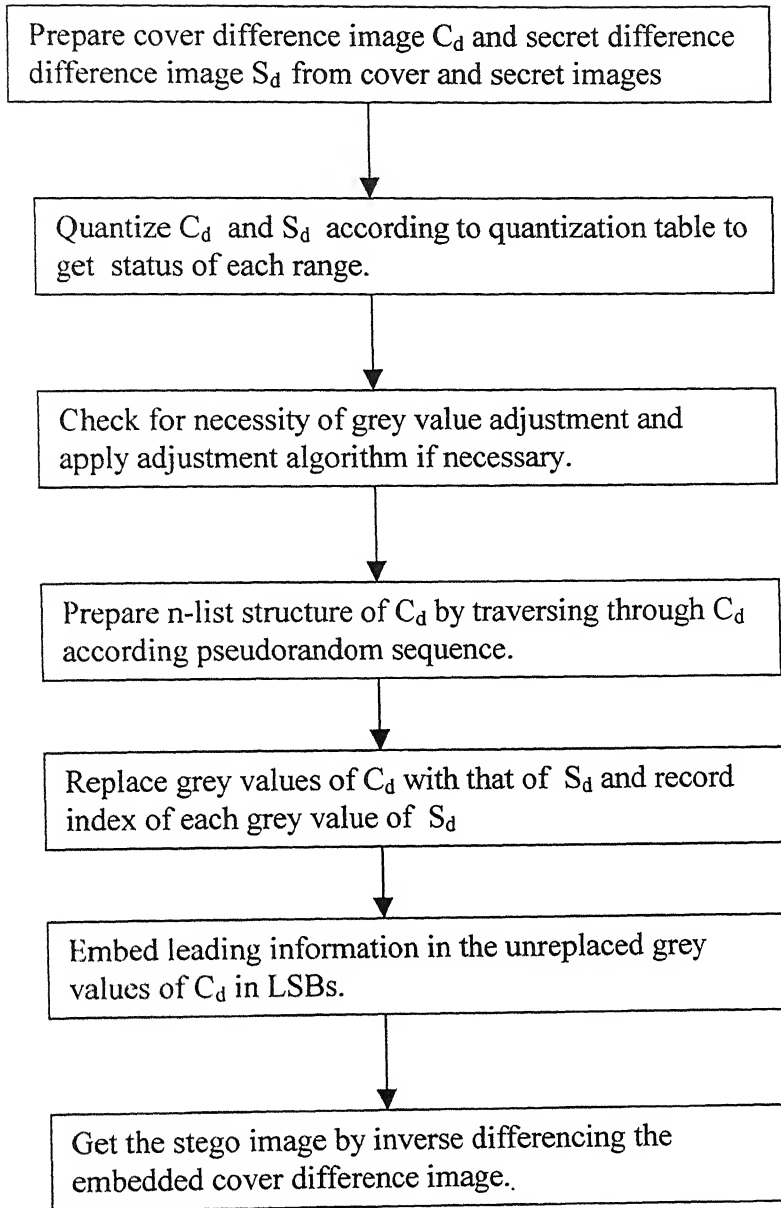 Prepare cover difference image Cd and secret difference
difference image Sd from cover and secret images
Quantize Cd and Sd according to quantization table to
get status of each range.
Check for necessity of grey value adjustment and
apply adjustment algorithm if necessary.
Prepare n-list structure of Cd by traversing through Cd
according pseudorandom sequence.
Replace grey values of Cd with that of Sd and record
index of each grey value of Sd
Embed leading information in the unreplaced grey
values of Cd in LSBs.
Get the stego image by inverse differencing the
embedded cover difference image..